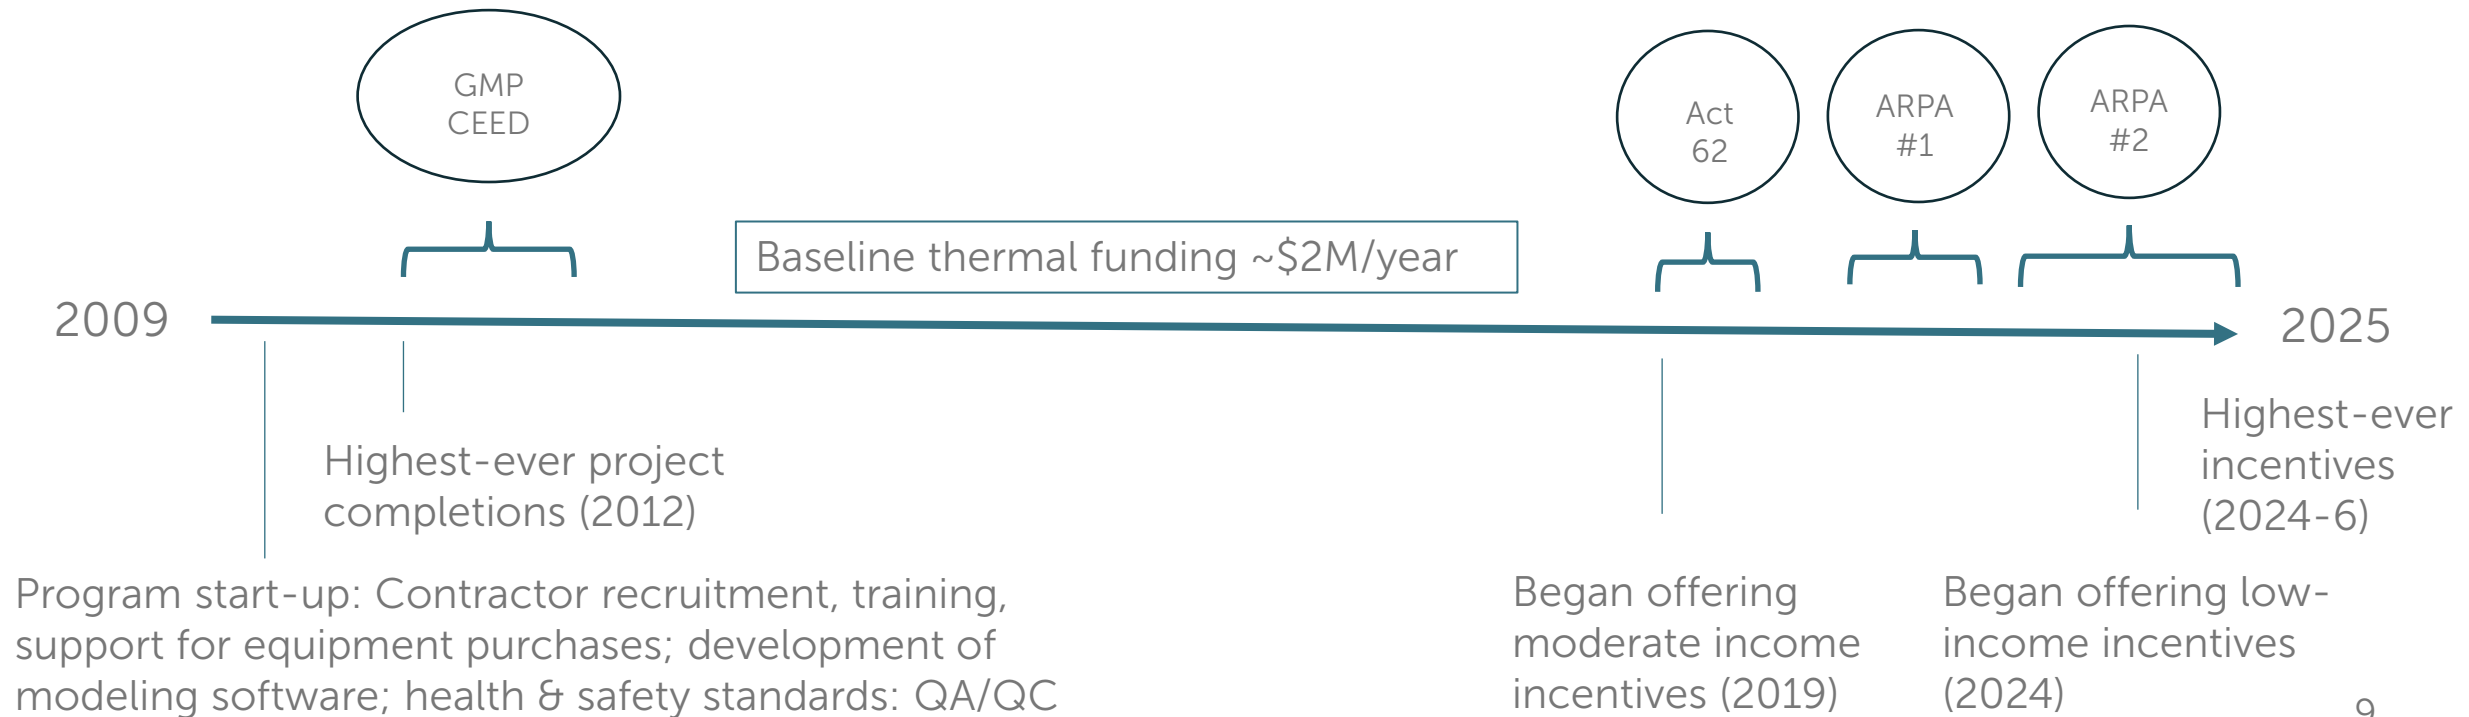 GMP
CEED
Act
62
ARPA
#1
ARPA
#2
Baseline thermal funding ~$2M/year
2009
2025
Highest-ever project
completions (2012)
Highest-ever
incentives
(2024-6)
Program start-up: Contractor recruitment, training,
support for equipment purchases; development of
modeling software; health & safety standards: QA/QC
Began offering
moderate income
incentives (2019)
Began offering low-
income incentives
(2024)
9